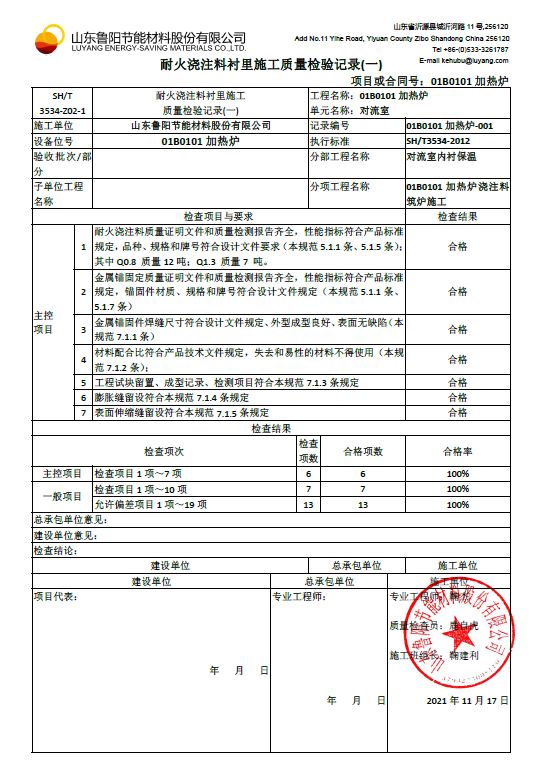 山东鲁阳节能材料股份有限公司
LUYANG ENERGY-SAVING MATERIALS CO., LTD.
山东省沂源县城沂河路 11 号,256120
Add No.11 Yihe Road, Yiyuan County Zibo Shandong China 256120
Tel +86-(0)533-3261787
E-mail kehubu@luyang.com
耐火浇注料衬里施工质量检验记录(一)
项目或合同号：01B0101 加热炉
SH/T
3534-Z02-1
耐火浇注料衬里施工
质量检验记录(一)
工程名称：01B0101 加热炉
单元名称：对流室
施工单位 山东鲁阳节能材料股份有限公司 记录编号 01B0101 加热炉-001
设备位号 01B0101 加热炉 执行标准 SH/T3534-2012
验收批次/部
分
分部工程名称 对流室内衬保温
子单位工程
名称
分项工程名称 01B0101 加热炉浇注料
筑炉施工
检查项目与要求 检查结果
主控
项目
1 耐火浇注料质量证明文件和质量检测报告齐全，性能指标符合产品标准
规定，品种、规格和牌号符合设计文件要求（本规范 5.1.1 条、5.1.5 条）；
其中 Q0.8 质量 12 吨；Q1.3 质量 7 吨。
合格
2 金属锚固定质量证明文件和质量检测报告齐全，性能指标符合产品标准
规定，锚固件材质、规格和牌号符合设计文件规定（本规范 5.1.1 条、
5.1.7 条）
合格
3 金属锚固件焊缝尺寸符合设计文件规定、外型成型良好、表面无缺陷（本
规范 7.1.1 条）
合格
4 材料配合比符合产品技术文件规定，失去和易性的材料不得使用（本规
范 7.1.2 条）；
合格
5 工程试块留置、成型记录、检测项目符合本规范 7.1.3 条规定 合格
6 膨胀缝留设符合本规范 7.1.4 条规定 合格
7 表面伸缩缝留设符合本规范 7.1.5 条规定 合格
检查结果
检查项次 检查
项数 合格项数 合格率
主控项目 检查项目 1 项～7 项 6 6 100%
一般项目 检查项目 1 项～10 项 7 7 100%
允许偏差项目 1 项～19 项 13 13 100%
总承包单位意见：
建设单位意见：
检查结论：
建设单位 总承包单位 施工单位
建设单位 总承包单位 施工单位
项目代表： 专业工程师： 专业工程师：
质量检查员：
施工班组长：鞠建利
年 月 日
年 月 日
2021 年 11 月 17 日
山东鲁阳节能材料股份有限公司